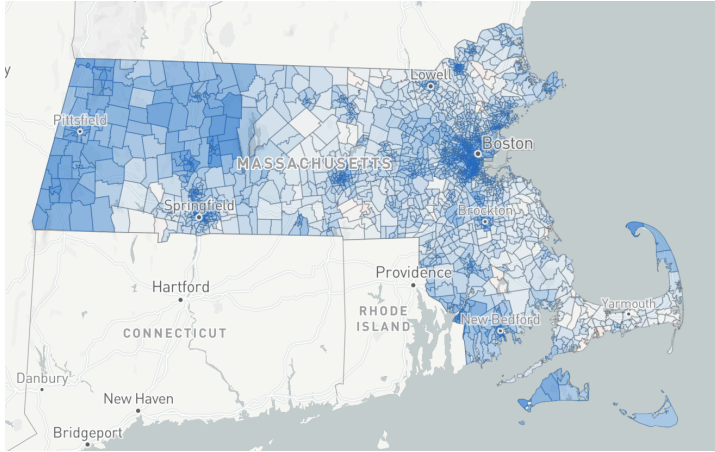 y
Lowell
Pittsfield
Boston
MASSACHUSETTS
Springfield
Brockton
Providence
Hartford
Yarmouth
RHODE
ISLAND
New Bedford
CONNECTICUT
Danbury
New Haven
Bridgeport